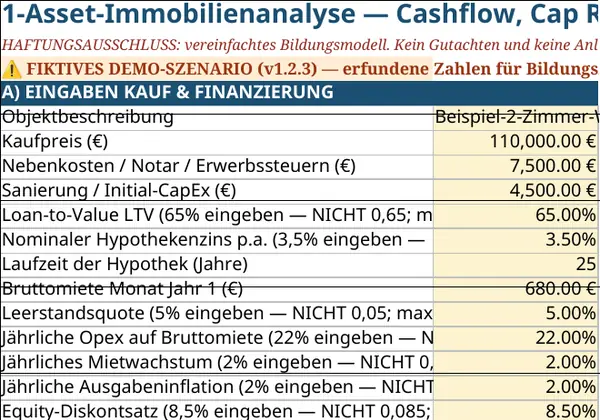 1-Asset-Immobilienanalyse — Cashflow, Cap R
HAFTUNGSAUSSCHLUSS: vereinfachtes Bildungsmodell. Kein Gutachten und keine Anl
⚠ FIKTIVES DEMO-SZENARIO (v1.2.3) — erfundene Zahlen für Bildungs
A) EINGABEN KAUF & FINANZIERUNG
Objektbeschreibung Beispiel-2-Zimmer-
Kaufpreis (€) 110,000.00 €
Nebenkosten / Notar / Erwerbssteuern (€) 7,500.00 €
Sanierung / Initial-CapEx (€) 4,500.00 €
Loan-to-Value LTV (65% eingeben — NICHT 0,65; m 65.00%
Nominaler Hypothekenzins p.a. (3,5% eingeben — 3.50%
Laufzeit der Hypothek (Jahre) 25
Bruttomiete Monat Jahr 1 (€) 680.00 €
Leerstandsquote (5% eingeben — NICHT 0,05; max 5.00%
Jährliche Opex auf Bruttomiete (22% eingeben — N 22.00%
Jährliches Mietwachstum (2% eingeben — NICHT 0, 2.00%
Jährliche Ausgabeninflation (2% eingeben — NICHT 2.00%
Equity-Diskontsatz (8,5% eingeben — NICHT 0,085; 8.50%